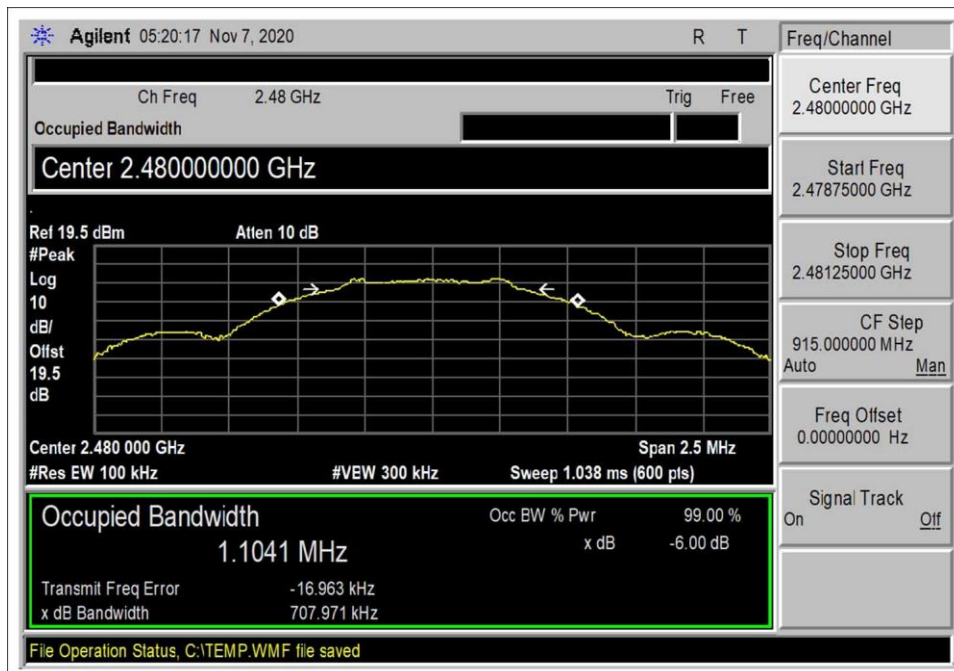 Agilent 05:20:17 Nov 7, 2020 R T
Freq/Channel
Ch Freq 2.48 GHz Trig Free
Occupied Bandwidth
Center 2.480000000 GHz
Ref 19.5 dBm Atten 10 dB
#Peak
Log
10
dB/
Offst
19.5
dB
Center 2.480 000 GHz Span 2.5 MHz
#Res EW 100 kHz #VEW 300 kHz Sweep 1.038 ms (600 pts)
Occupied Bandwidth Occ BW % Pwr 99.00 %
1.1041 MHz x dB -6.00 dB
Transmit Freq Error -16.963 kHz
x dB Bandwidth 707.971 kHz
File Operation Status, C:\TEMP.WMF file saved
Center Freq
2.48000000 GHz
Start Freq
2.47875000 GHz
Stop Freq
2.48125000 GHz
CF Step
915.000000 MHz
Auto Man
Freq Offset
0.00000000 Hz
Signal Track
On Off